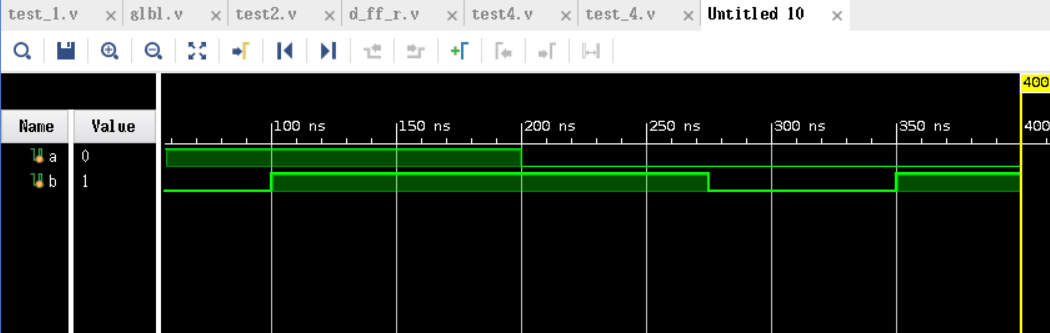 test_1.v × glbl.v × test2.v × d_ff_r.v × test4.v × test_4.v × Untitled 10 ×
400
Name Value 100 ns 150 ns 200 ns 250 ns 300 ns 350 ns 400
a 0
b 1